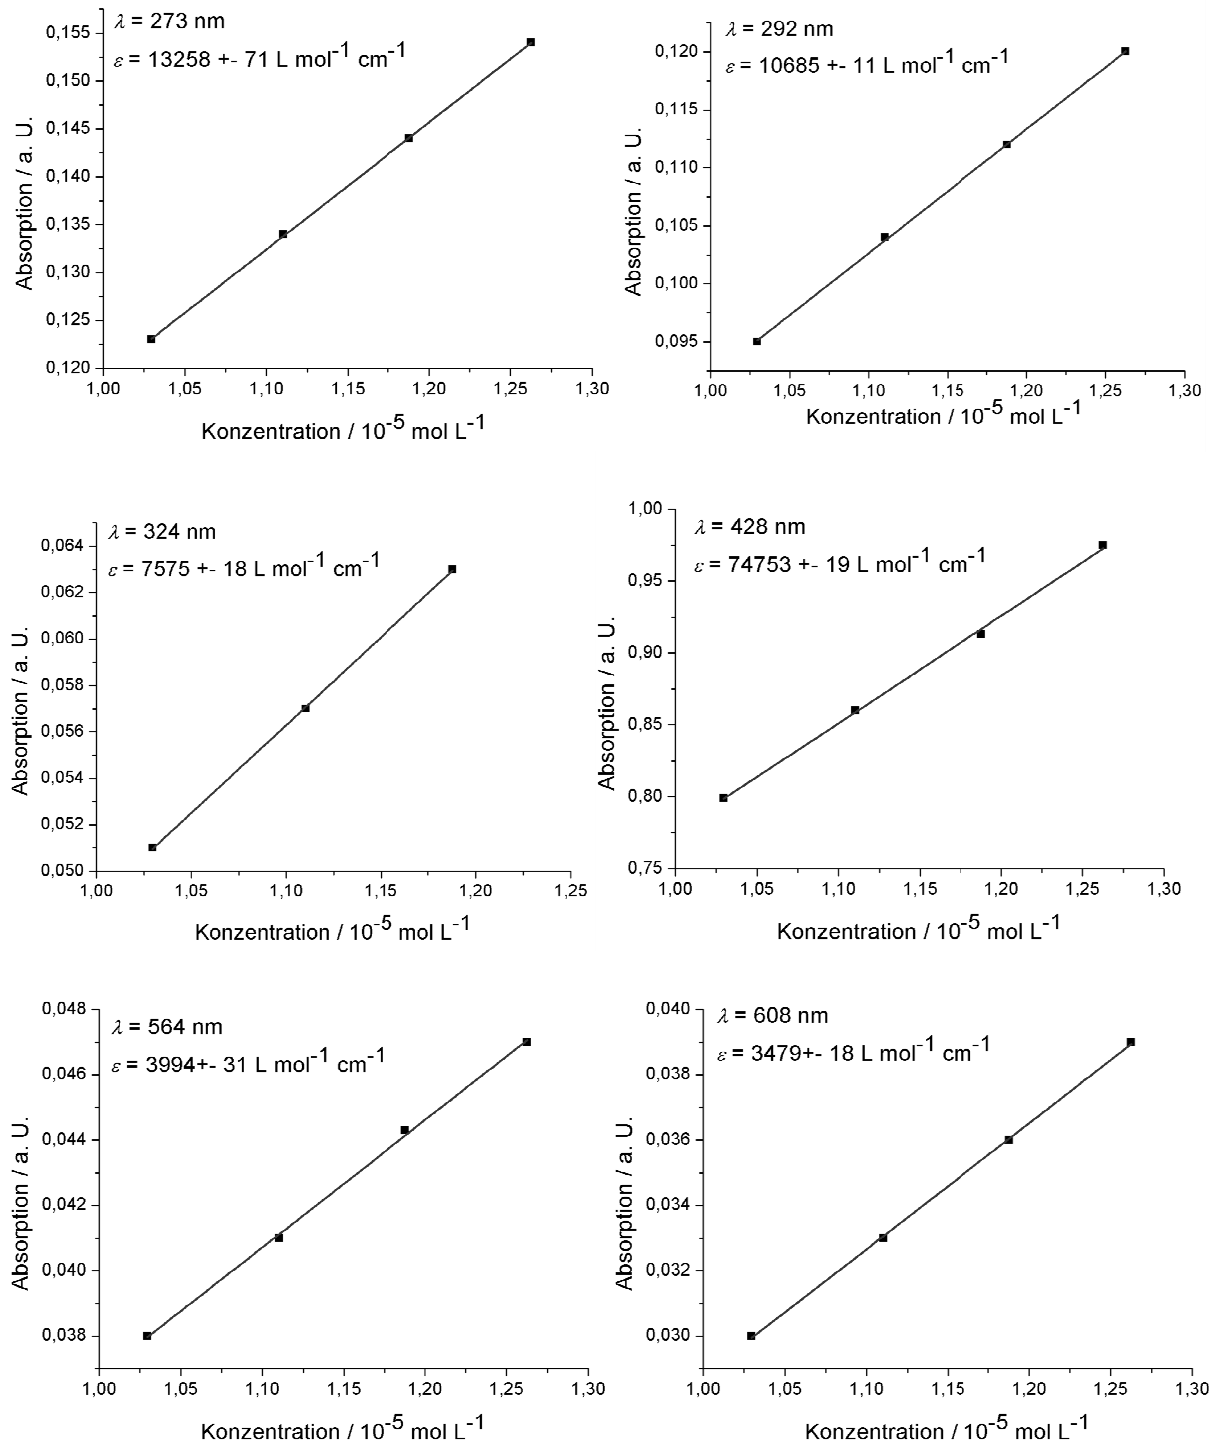 λ = 273 nm
ε = 13258 +- 71 L mol⁻¹ cm⁻¹
0,155
0,150
0,145
0,140
0,135
0,130
0,125
0,120
Absorption / a. U.
1,00 1,05 1,10 1,15 1,20 1,25 1,30
Konzentration / 10⁻⁵ mol L⁻¹
λ = 292 nm
ε = 10685 +- 11 L mol⁻¹ cm⁻¹
0,120
0,115
0,110
0,105
0,100
0,095
Absorption / a. U.
1,00 1,05 1,10 1,15 1,20 1,25 1,30
Konzentration / 10⁻⁵ mol L⁻¹
λ = 324 nm
ε = 7575 +- 18 L mol⁻¹ cm⁻¹
0,064
0,062
0,060
0,058
0,056
0,054
0,052
0,050
Absorption / a. U.
1,00 1,05 1,10 1,15 1,20 1,25
Konzentration / 10⁻⁵ mol L⁻¹
λ = 428 nm
ε = 74753 +- 19 L mol⁻¹ cm⁻¹
1,00
0,95
0,90
0,85
0,80
0,75
Absorption / a. U.
1,00 1,05 1,10 1,15 1,20 1,25 1,30
Konzentration / 10⁻⁵ mol L⁻¹
λ = 564 nm
ε = 3994+- 31 L mol⁻¹ cm⁻¹
0,048
0,046
0,044
0,042
0,040
0,038
Absorption / a. U.
1,00 1,05 1,10 1,15 1,20 1,25 1,30
Konzentration / 10⁻⁵ mol L⁻¹
λ = 608 nm
ε = 3479+- 18 L mol⁻¹ cm⁻¹
0,040
0,038
0,036
0,034
0,032
0,030
Absorption / a. U.
1,00 1,05 1,10 1,15 1,20 1,25 1,30
Konzentration / 10⁻⁵ mol L⁻¹